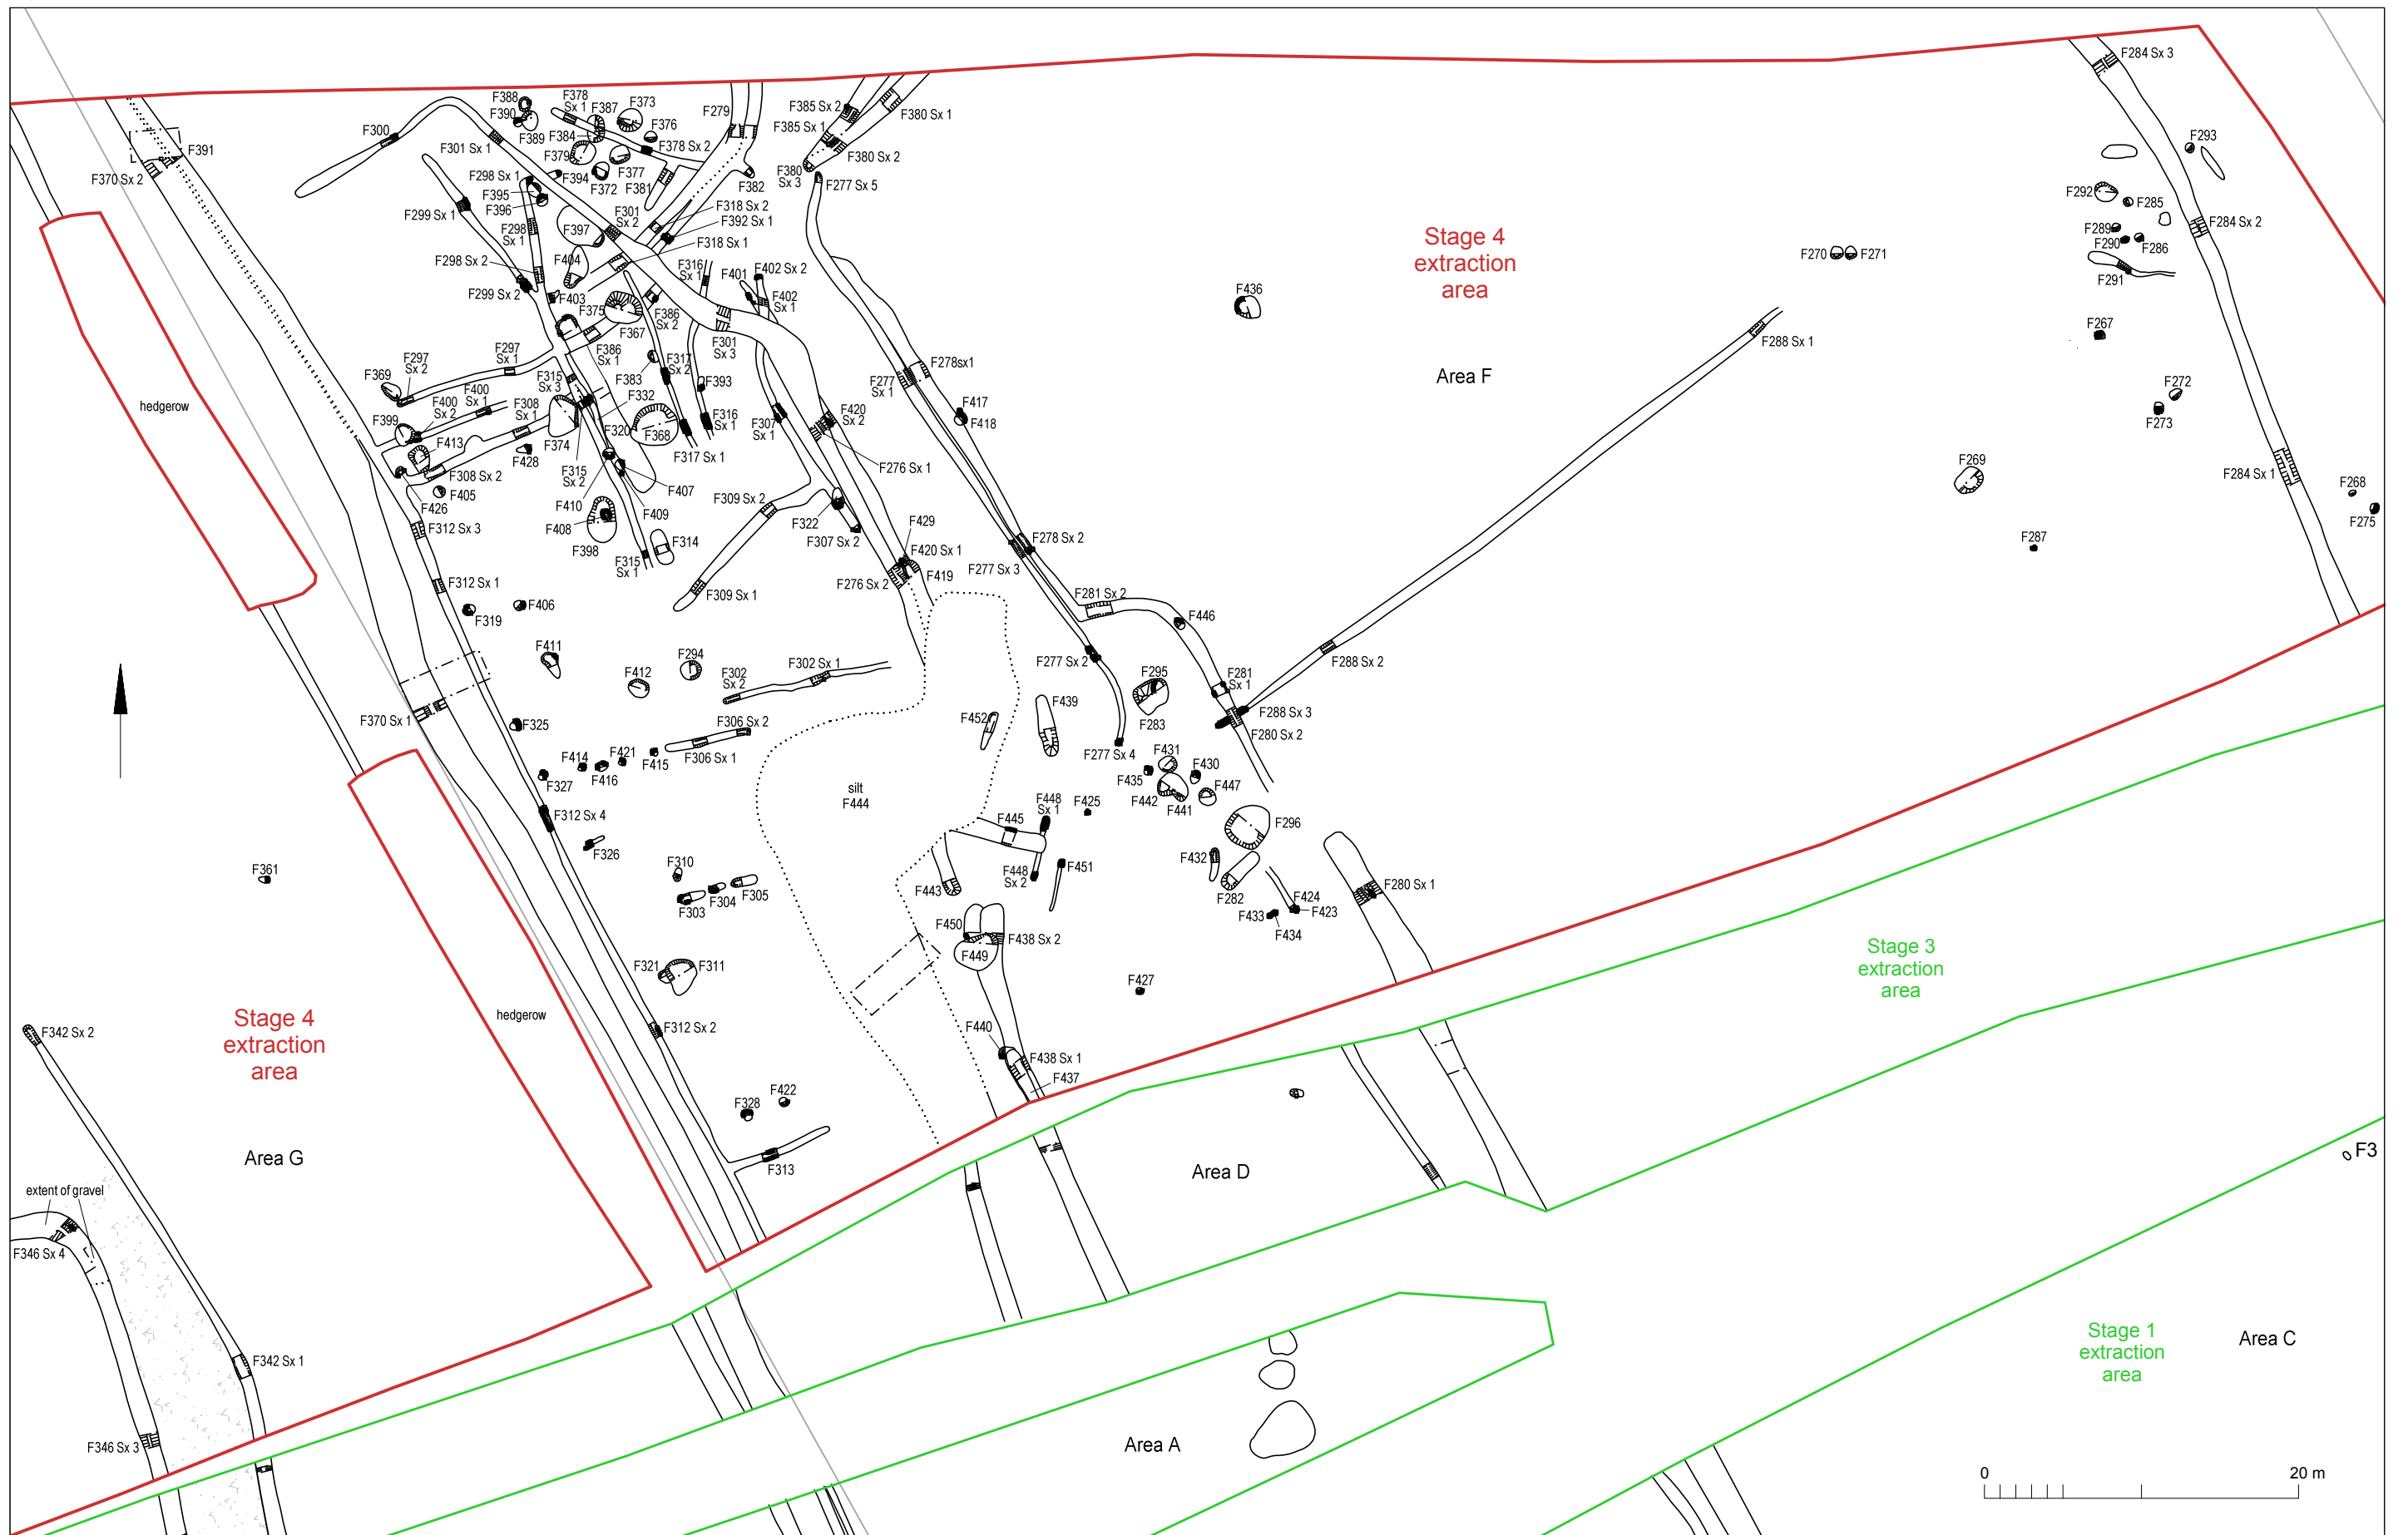 F284 Sx 3
F388
F378
Sx 1
F387
F373
F279
F385 Sx 2
F380 Sx 1
F390
F389
F384
F376
F385 Sx 1
F300
F301 Sx 1
F391
F379
F378 Sx 2
F380 Sx 2
F293
F370 Sx 2
F298 Sx 1
F394
F372
F377
F381
F382
F380
Sx 3
F277 Sx 5
F395
F396
F292
F285
F299 Sx 1
F301
Sx 2
F318 Sx 2
F392 Sx 1
F298
Sx 1
F397
F318 Sx 1
F289
F290
F286
F284 Sx 2
Stage 4
extraction
area
F270
F271
F298 Sx 2
F404
F316
Sx 1
F401
F402 Sx 2
F291
F299 Sx 2
F403
F375
F386
Sx 2
F402
Sx 1
F436
F367
F267
F288 Sx 1
F301
Sx 3
F297
Sx 2
F297
Sx 1
F386
Sx 1
F317
Sx 2
F278sx1
F277
Sx 1
Area F
F369
F315
Sx 3
F383
F393
F272
F400
Sx 1
F400
Sx 2
F308
Sx 1
F332
hedgerow
F399
F413
F374
F320
F368
F316
Sx 1
F307
Sx 1
F420
Sx 2
F417
F418
F273
F428
F317 Sx 1
F276 Sx 1
F269
F308 Sx 2
F315
Sx 2
F284 Sx 1
F268
F405
F410
F407
F309 Sx 2
F426
F408
F409
F322
F429
F275
F312 Sx 3
F398
F314
F307 Sx 2
F420 Sx 1
F278 Sx 2
F287
F315
Sx 1
F276 Sx 2
F419
F277 Sx 3
F312 Sx 1
F309 Sx 1
F281 Sx 2
F319
F406
F446
F411
F294
F302 Sx 1
F277 Sx 2
F288 Sx 2
F412
F302
Sx 2
F295
F281
Sx 1
F439
F283
F288 Sx 3
F370 Sx 1
F325
F306 Sx 2
F452
F280 Sx 2
F414
F421
F415
F306 Sx 1
F277 Sx 4
F431
F416
F327
F435
F430
F442
F441
F447
silt
F444
F312 Sx 4
F448
Sx 1
F425
F445
F296
F326
F361
F310
F448
Sx 2
F451
F432
F443
F303
F304
F305
F282
F280 Sx 1
F424
F433
F423
F434
F450
F438 Sx 2
F449
Stage 3
extraction
area
F321
F311
F427
Stage 4
extraction
area
hedgerow
F342 Sx 2
F312 Sx 2
F440
F438 Sx 1
F437
F328
F422
Area G
F313
Area D
F3
extent of gravel
F346 Sx 4
Stage 1
extraction
area
Area C
F342 Sx 1
F346 Sx 3
Area A
0
20 m